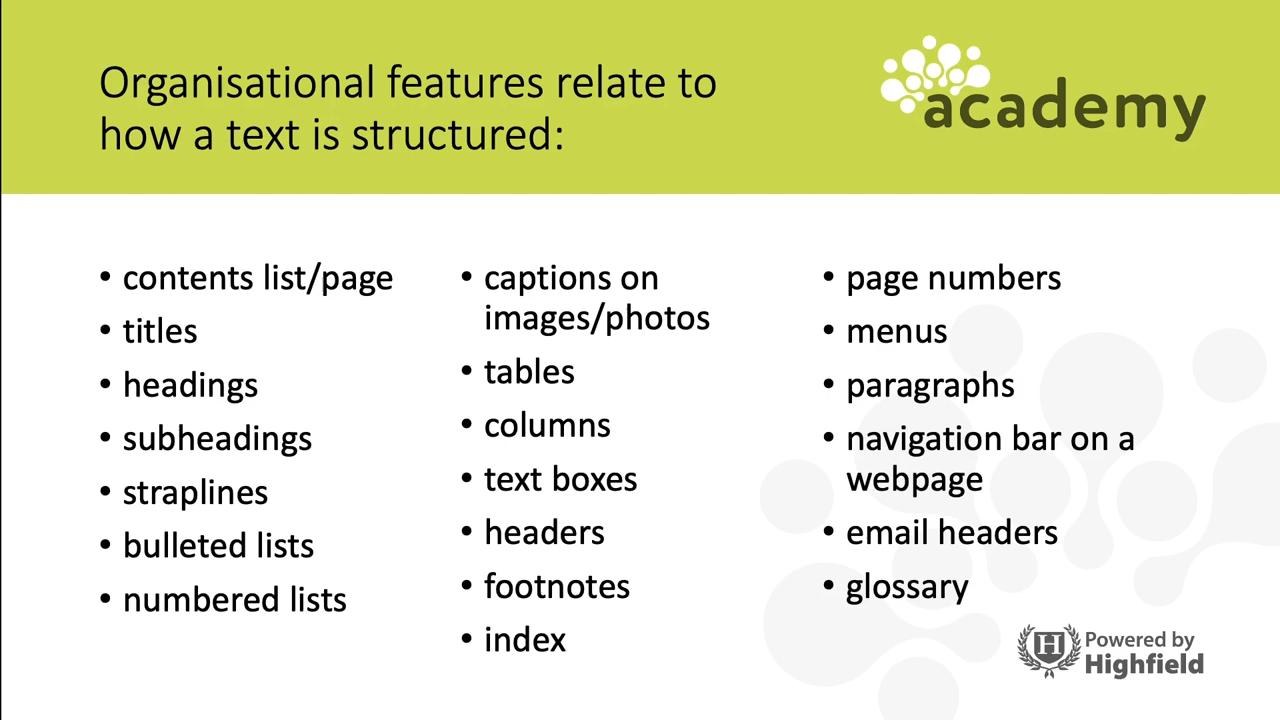 Organisational features relate to
how a text is structured:
academy
• contents list/page
• titles
• headings
• subheadings
• straplines
• bulleted lists
• numbered lists
• captions on
images/photos
• tables
• columns
• text boxes
• headers
• footnotes
• index
• page numbers
• menus
• paragraphs
• navigation bar on a
webpage
• email headers
• glossary
H
Powered by
Highfield